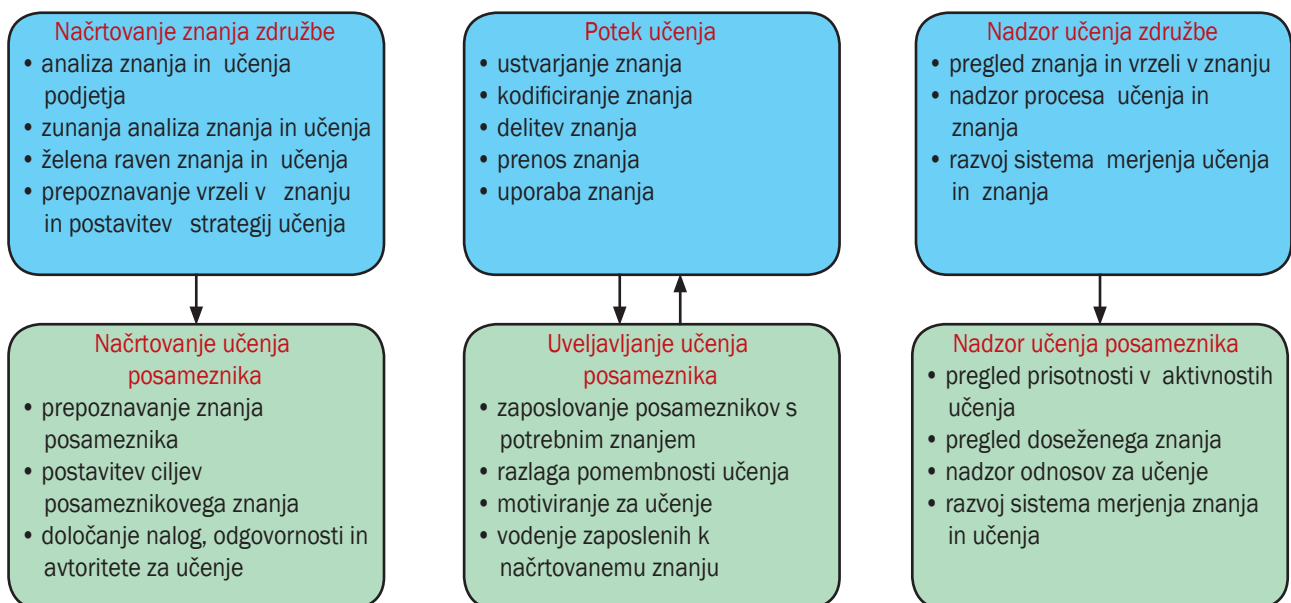 Načrtovanje znanja združbe
• analiza znanja in učenja
podjetja
• zunanja analiza znanja in učenja
• želena raven znanja in učenja
• prepoznavanje vrzeli v znanju
in postavitev strategij učenja
Potek učenja
• ustvarjanje znanja
• kodificiranje znanja
• delitev znanja
• prenos znanja
• uporaba znanja
Nadzor učenja združbe
• pregled znanja in vrzeli v znanju
• nadzor procesa učenja in
znanja
• razvoj sistema merjenja učenja
in znanja
Načrtovanje učenja
posameznika
• prepoznavanje znanja
posameznika
• postavitev ciljev
posameznikovega znanja
• določanje nalog, odgovornosti in
avtoritete za učenje
Uveljavljanje učenja
posameznika
• zaposlovanje posameznikov s
potrebnim znanjem
• razlaga pomembnosti učenja
• motiviranje za učenje
• vodenje zaposlenih k
načrtovanemu znanju
Nadzor učenja posameznika
• pregled prisotnosti v aktivnostih
učenja
• pregled doseženega znanja
• nadzor odnosov za učenje
• razvoj sistema merjenja znanja
in učenja